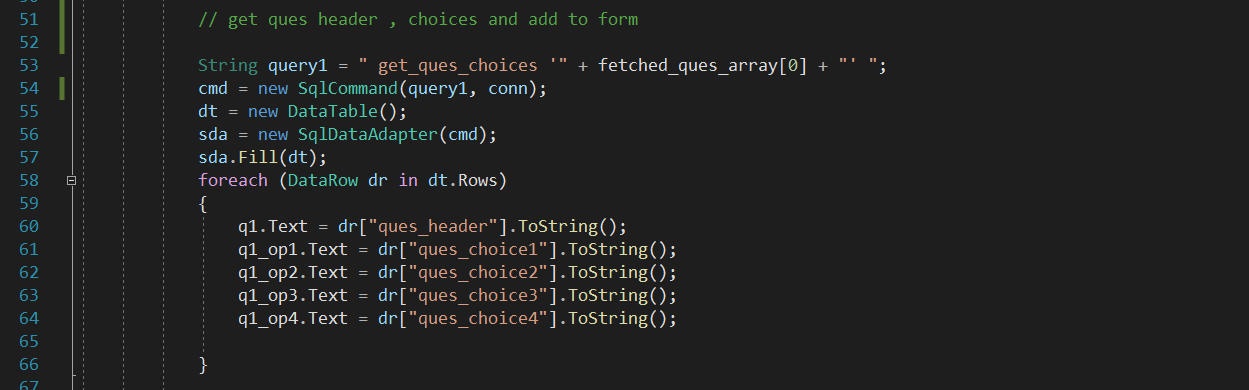 51 // get ques header , choices and add to form
52
53 String query1 = " get_ques_choices '" + fetched_ques_array[0] + "' ";
54 cmd = new SqlCommand(query1, conn);
55 dt = new DataTable();
56 sda = new SqlDataAdapter(cmd);
57 sda.Fill(dt);
58 foreach (DataRow dr in dt.Rows)
59 {
60 q1.Text = dr["ques_header"].ToString();
61 q1_op1.Text = dr["ques_choice1"].ToString();
62 q1_op2.Text = dr["ques_choice2"].ToString();
63 q1_op3.Text = dr["ques_choice3"].ToString();
64 q1_op4.Text = dr["ques_choice4"].ToString();
65
66 }
67